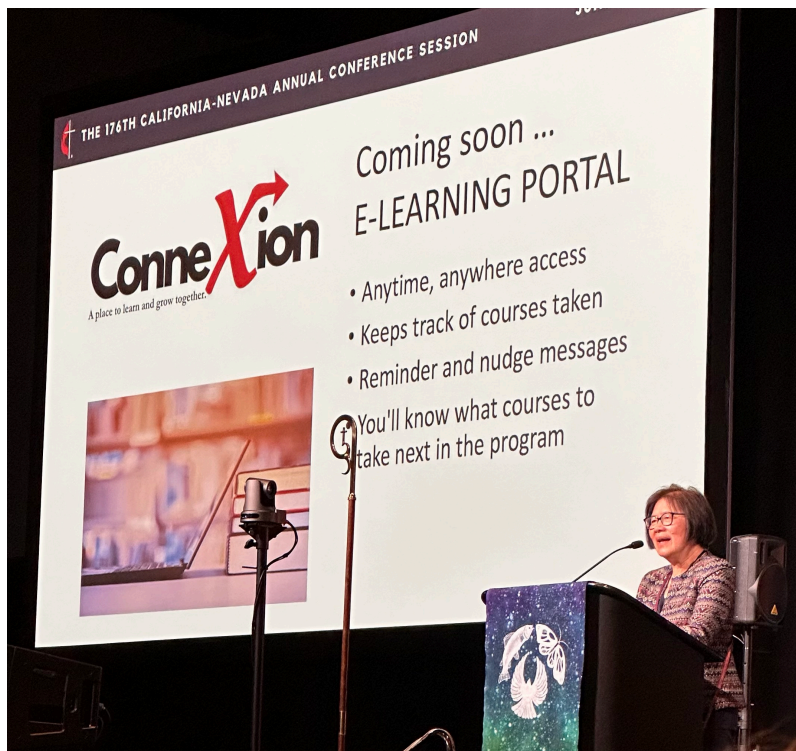 THE 176TH CALIFORNIA-NEVADA ANNUAL CONFERENCE SESSION
ConneXion
A place to learn and grow together.
Coming soon ...
E-LEARNING PORTAL
• Anytime, anywhere access
• Keeps track of courses taken
• Reminder and nudge messages
You'll know what courses to
take next in the program